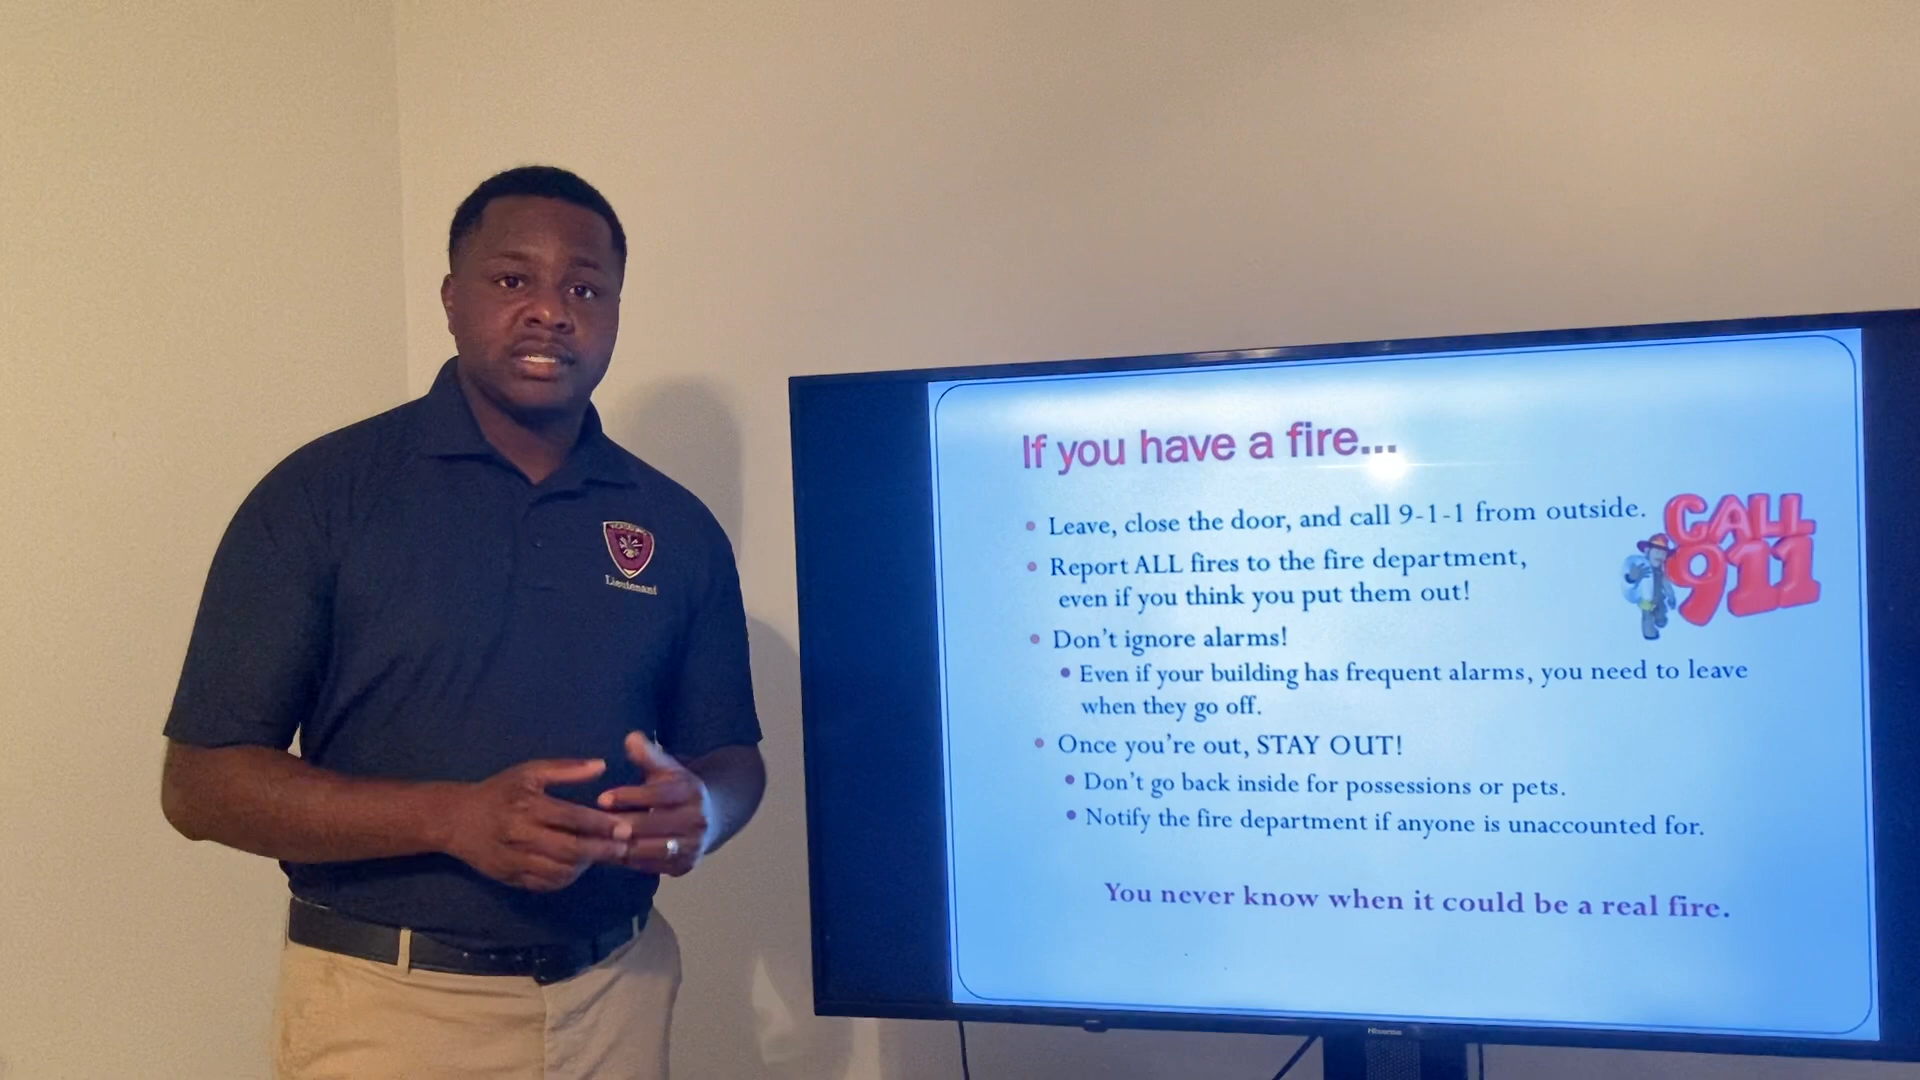 If you have a fire...
• Leave, close the door, and call 9-1-1 from outside.
• Report ALL fires to the fire department,
even if you think you put them out!
• Don't ignore alarms!
• Even if your building has frequent alarms, you need to leave
when they go off.
• Once you're out, STAY OUT!
• Don't go back inside for possessions or pets.
• Notify the fire department if anyone is unaccounted for.
You never know when it could be a real fire.
CALL
911
Lieutenant
Hisense